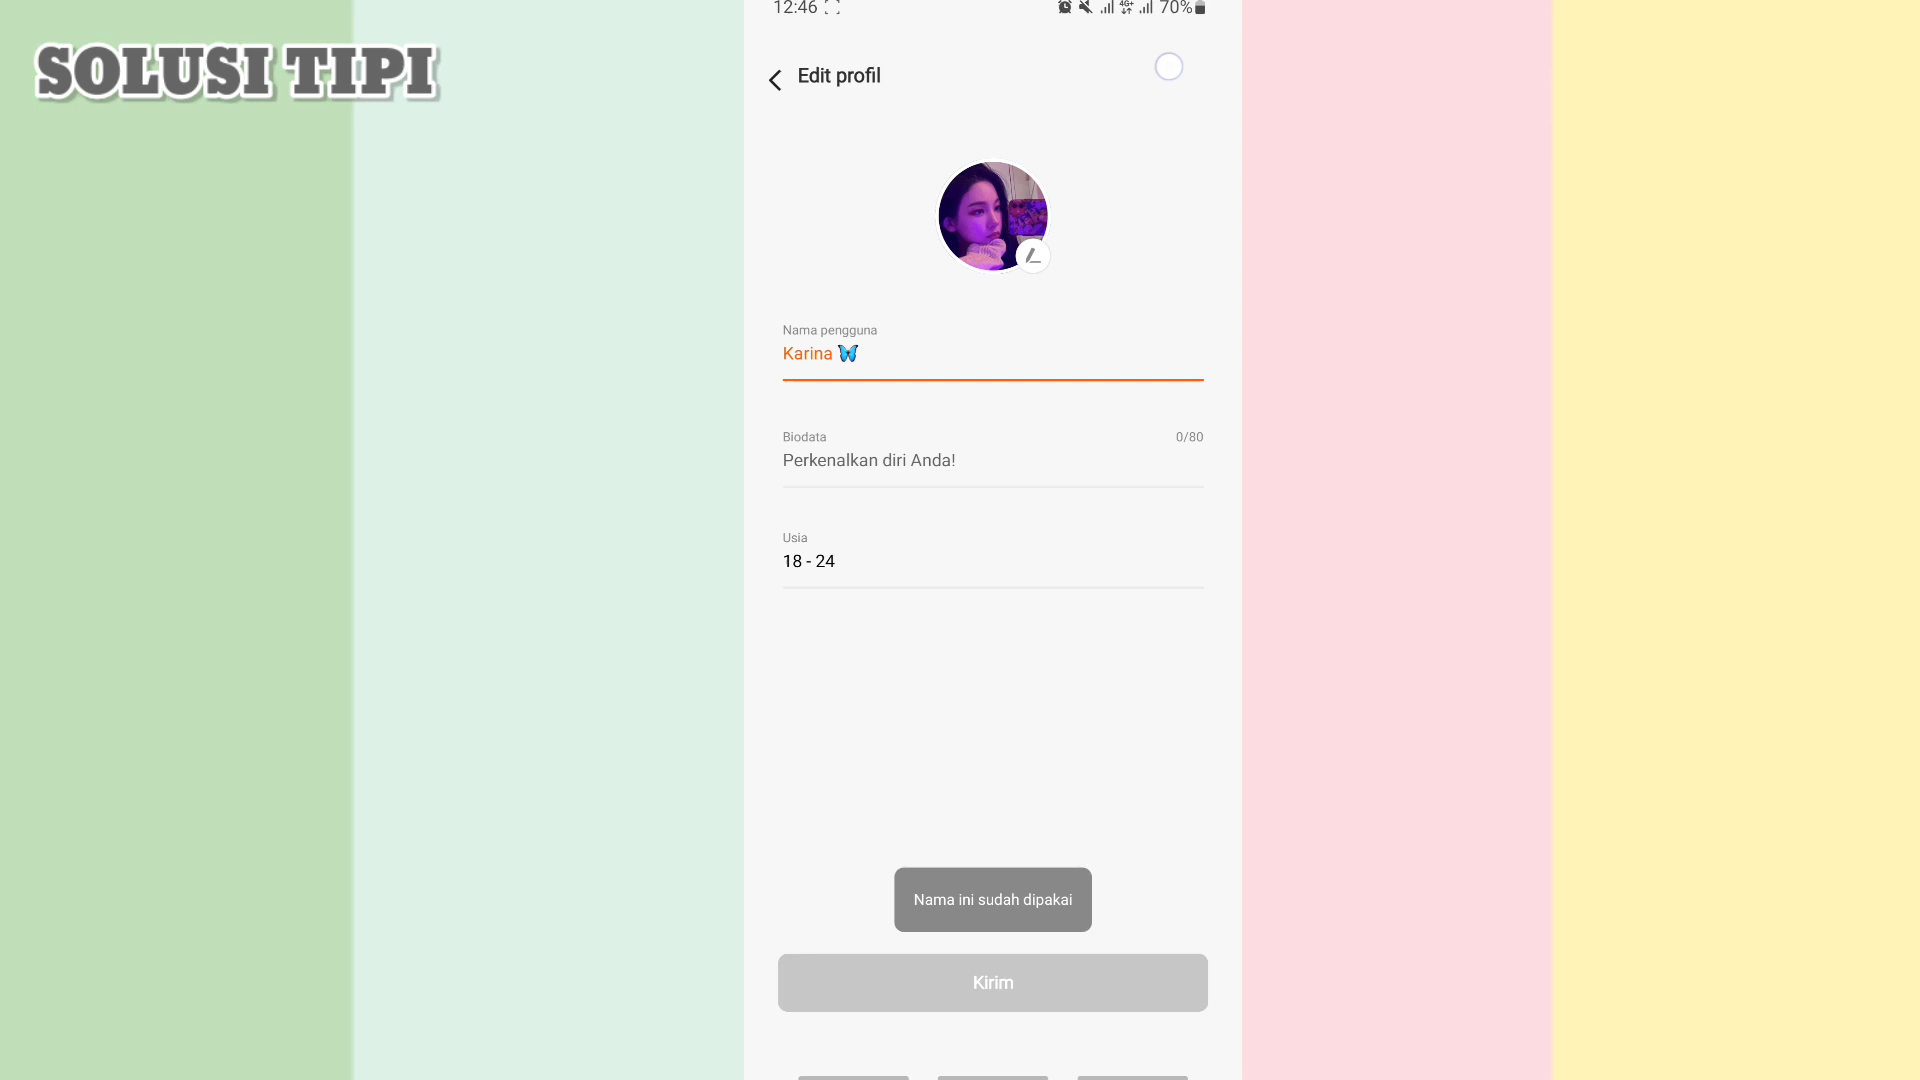 SOLUSI TIPI
12:46
4G+
70%
Edit profil
Nama pengguna
Karina 🦋
Biodata
0/80
Perkenalkan diri Anda!
Usia
18 - 24
Nama ini sudah dipakai
Kirim